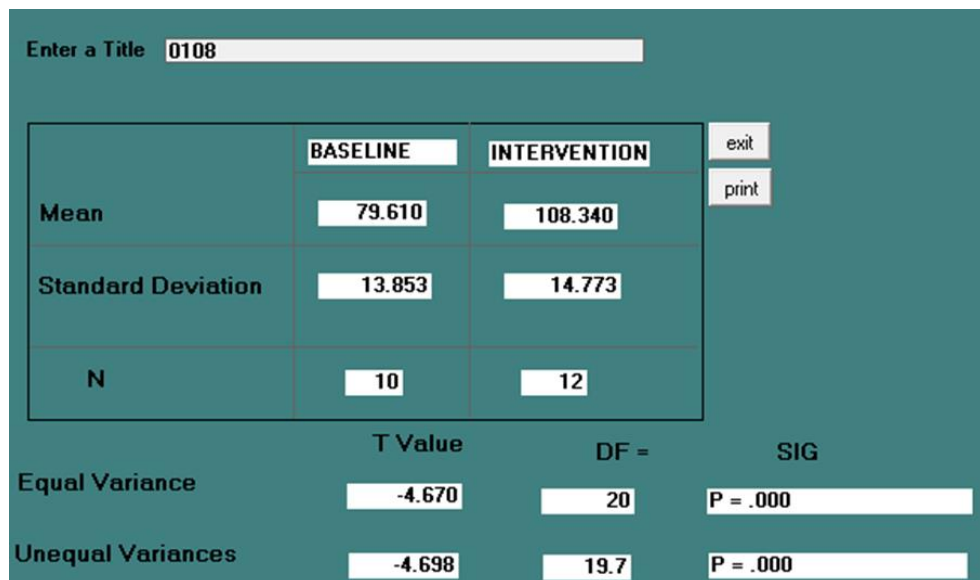 Enter a Title 0108
BASELINE INTERVENTION exit
print
Mean 79.610 108.340
Standard Deviation 13.853 14.773
N 10 12
T Value DF = SIG
Equal Variance -4.670 20 P = .000
Unequal Variances -4.698 19.7 P = .000